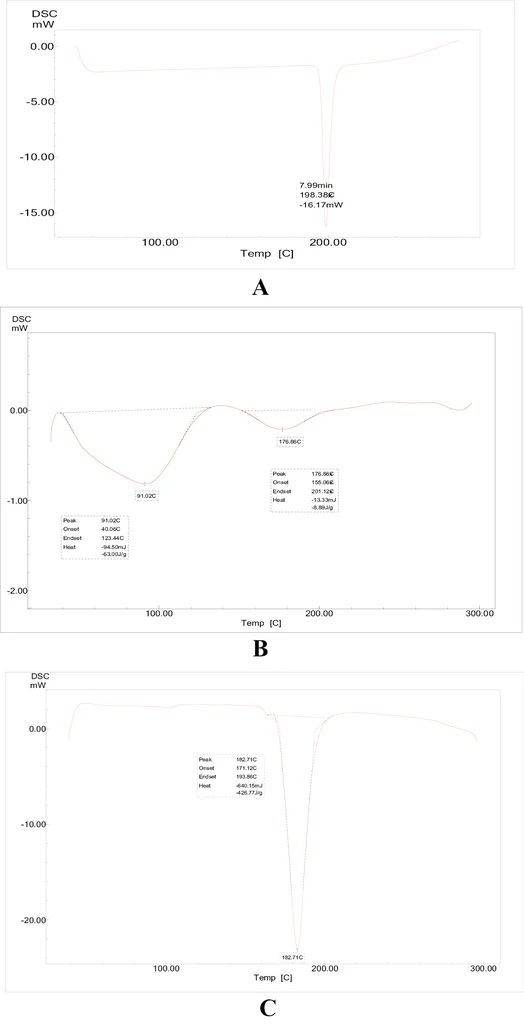 DSC
mW
0.00
-5.00
-10.00
-15.00
7.99min
198.38C
-16.17mW
100.00 200.00
Temp [C]
A
DSC
mW
0.00
-1.00
-2.00
176.86C
91.02C
Peak 176.86C
Onset 155.06C
Endset 201.12C
Heat -13.33mJ
-8.89J/g
Peak 91.02C
Onset 40.06C
Endset 123.44C
Heat -94.50mJ
-63.00J/g
100.00 200.00 300.00
Temp [C]
B
DSC
mW
0.00
-10.00
-20.00
Peak 182.71C
Onset 171.12C
Endset 193.86C
Heat -640.15mJ
-426.77J/g
182.71C
100.00 200.00 300.00
Temp [C]
C